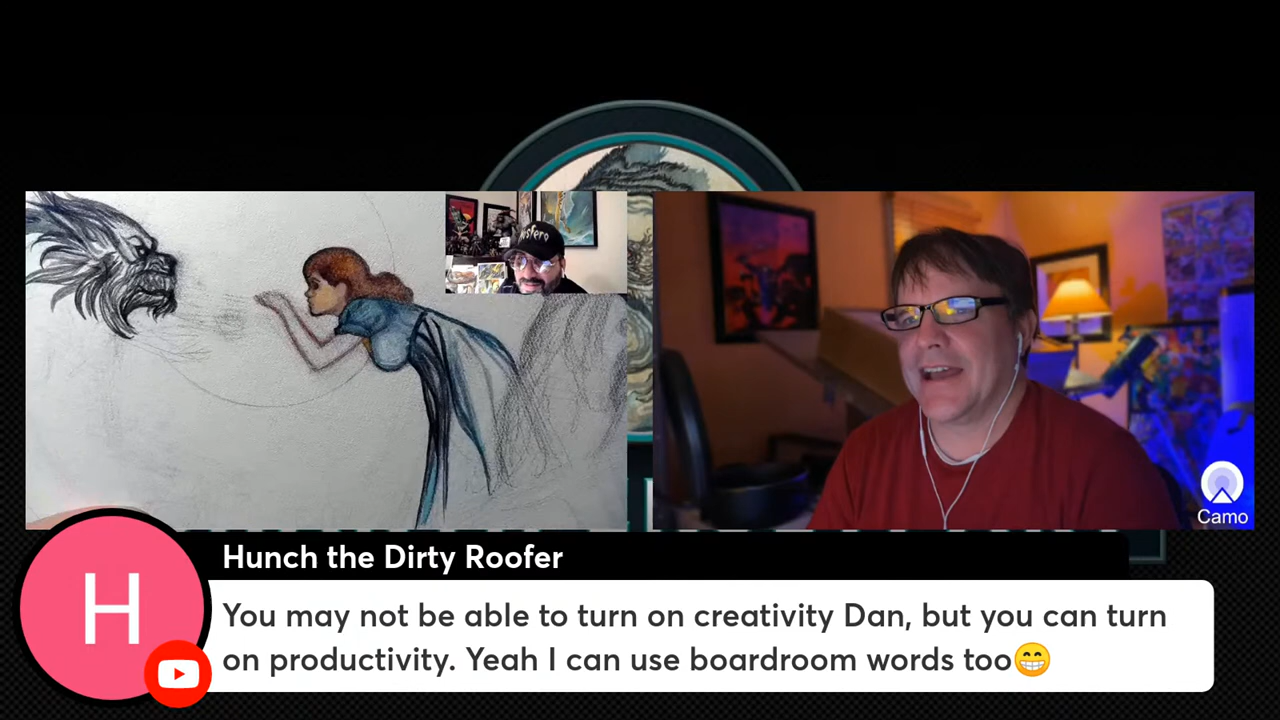 nsfero
Camo
H
Hunch the Dirty Roofer
You may not be able to turn on creativity Dan, but you can turn
on productivity. Yeah I can use boardroom words too😁